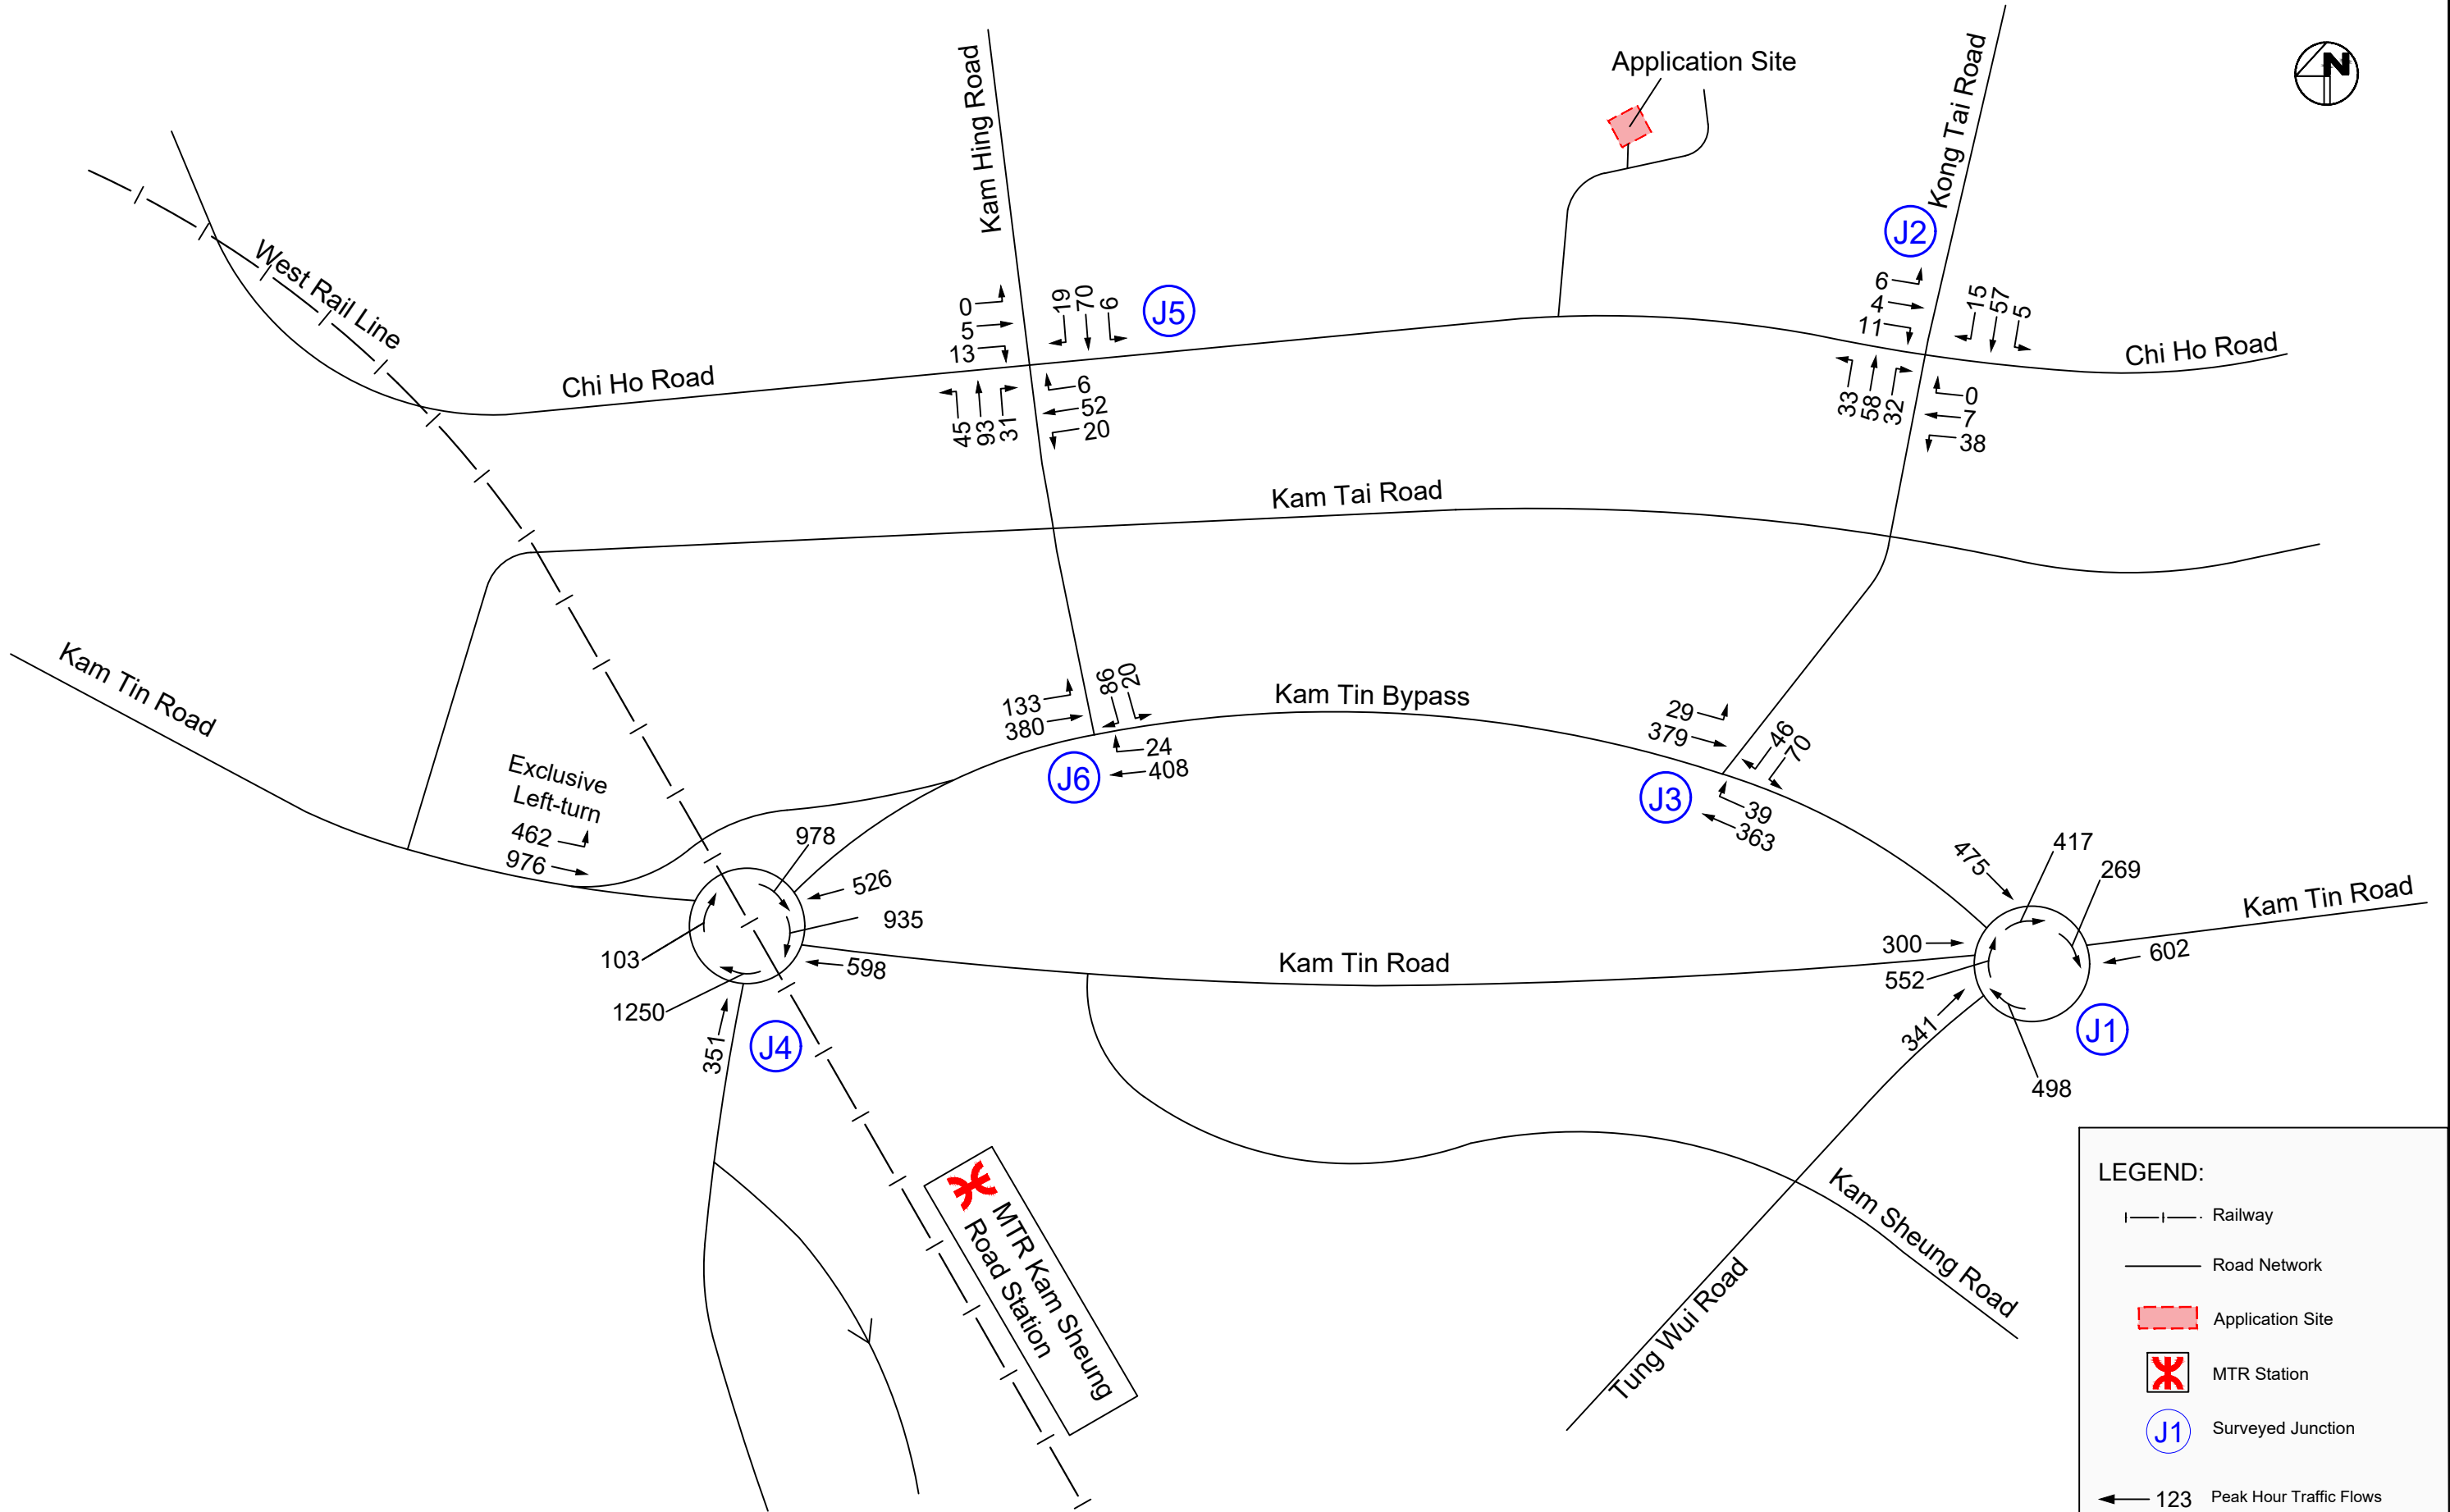 Application Site
N
Kam Hing Road
Kong Tai Road
J2
6
4
11
15
57
5
33
58
32
0
7
38
West Rail Line
0
5
13
19
70
6
J5
45
93
31
6
52
20
Chi Ho Road
Chi Ho Road
Kam Tai Road
Kam Tin Road
133
380
86
20
24
408
J6
Kam Tin Bypass
29
379
46
70
39
363
J3
Exclusive
Left-turn
462
976
978
526
935
598
103
1250
351
J4
Kam Tin Road
475
417
269
Kam Tin Road
602
300
552
341
498
J1
MTR Kam Sheung
Road Station
Kam Sheung Road
Tung Wui Road
LEGEND:
Railway
Road Network
Application Site
MTR Station
J1 Surveyed Junction
123 Peak Hour Traffic Flows